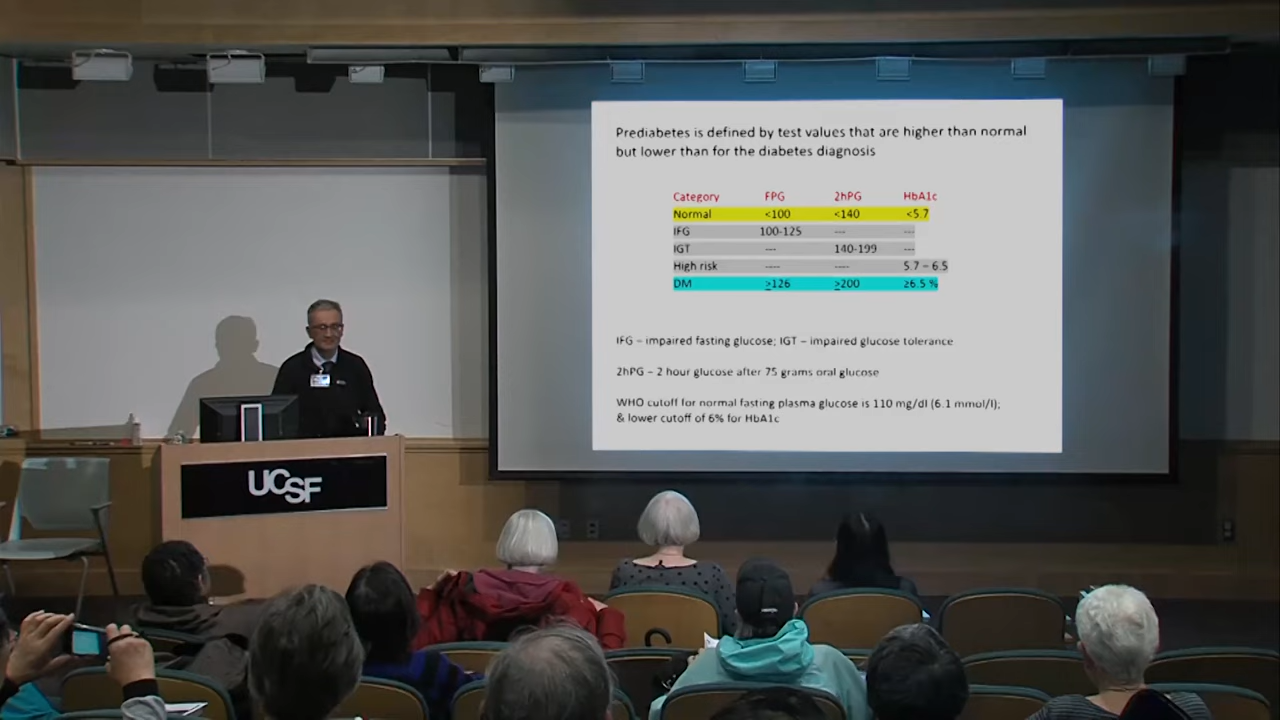 Prediabetes is defined by test values that are higher than normal
but lower than for the diabetes diagnosis
Category FPG 2hPG HbA1c
Normal <100 <140 <5.7
IFG 100-125 --- ---
IGT --- 140-199 ---
High risk ---- ---- 5.7 – 6.5
DM ≥126 ≥200 ≥6.5 %
IFG – impaired fasting glucose; IGT – impaired glucose tolerance
2hPG – 2 hour glucose after 75 grams oral glucose
WHO cutoff for normal fasting plasma glucose is 110 mg/dl (6.1 mmol/l);
& lower cutoff of 6% for HbA1c
UCSF